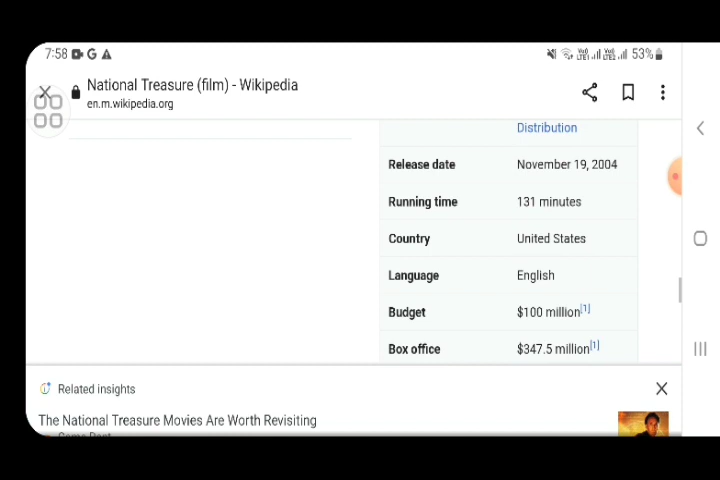 7:58 G 53%
National Treasure (film) - Wikipedia
en.m.wikipedia.org
Distribution
Release date November 19, 2004
Running time 131 minutes
Country United States
Language English
Budget $100 million[1]
Box office $347.5 million[1]
Related insights
The National Treasure Movies Are Worth Revisiting